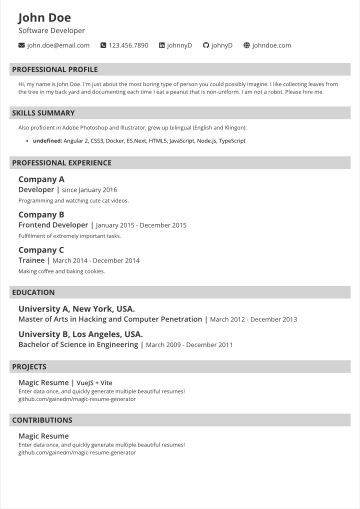 John Doe
Software Developer
john.doe@email.com 123.456.7890 johnnyD johnyD johndoe.com
PROFESSIONAL PROFILE
Hi, my name is John Doe. I'm just about the most boring type of person you could possibly imagine. I like collecting leaves from
the tree in my back yard and documenting each time I eat a peanut that is non-uniform. I am not a robot. Please hire me.
SKILLS SUMMARY
Also proficient in Adobe Photoshop and Illustrator, grew up bilingual (English and Klingon).
• undefined: Angular 2, CSS3, Docker, ES.Next, HTML5, JavaScript, Node.js, TypeScript
PROFESSIONAL EXPERIENCE
Company A
Developer | since January 2016
Programming and watching cute cat videos.
Company B
Frontend Developer | January 2015 - December 2015
Fulfillment of extremely important tasks.
Company C
Trainee | March 2014 - December 2014
Making coffee and baking cookies.
EDUCATION
University A, New York, USA.
Master of Arts in Hacking and Computer Penetration | March 2012 - December 2013
University B, Los Angeles, USA.
Bachelor of Science in Engineering | March 2009 - December 2011
PROJECTS
Magic Resume | VueJS + Vite
Enter data once, and quickly generate multiple beautiful resumes!
github.com/gainedm/magic-resume-generator
CONTRIBUTIONS
Magic Resume
Enter data once, and quickly generate multiple beautiful resumes!
github.com/gainedm/magic-resume-generator